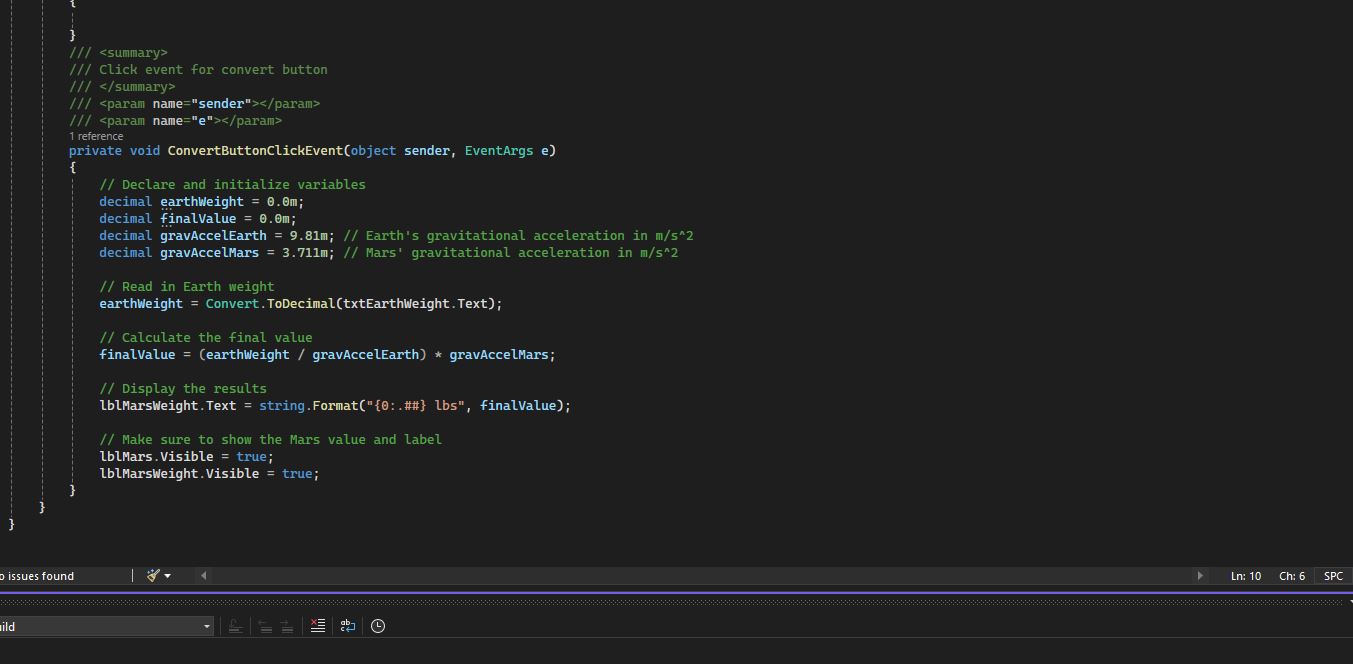 {
}
/// <summary>
/// Click event for convert button
/// </summary>
/// <param name="sender"></param>
/// <param name="e"></param>
1 reference
private void ConvertButtonClickEvent(object sender, EventArgs e)
{
// Declare and initialize variables
decimal earthWeight = 0.0m;
decimal finalValue = 0.0m;
decimal gravAccelEarth = 9.81m; // Earth's gravitational acceleration in m/s^2
decimal gravAccelMars = 3.711m; // Mars' gravitational acceleration in m/s^2
// Read in Earth weight
earthWeight = Convert.ToDecimal(txtEarthWeight.Text);
// Calculate the final value
finalValue = (earthWeight / gravAccelEarth) * gravAccelMars;
// Display the results
lblMarsWeight.Text = string.Format("{0:.##} lbs", finalValue);
// Make sure to show the Mars value and label
lblMars.Visible = true;
lblMarsWeight.Visible = true;
}
}
}
o issues found
Ln: 10 Ch: 6 SPC
ild